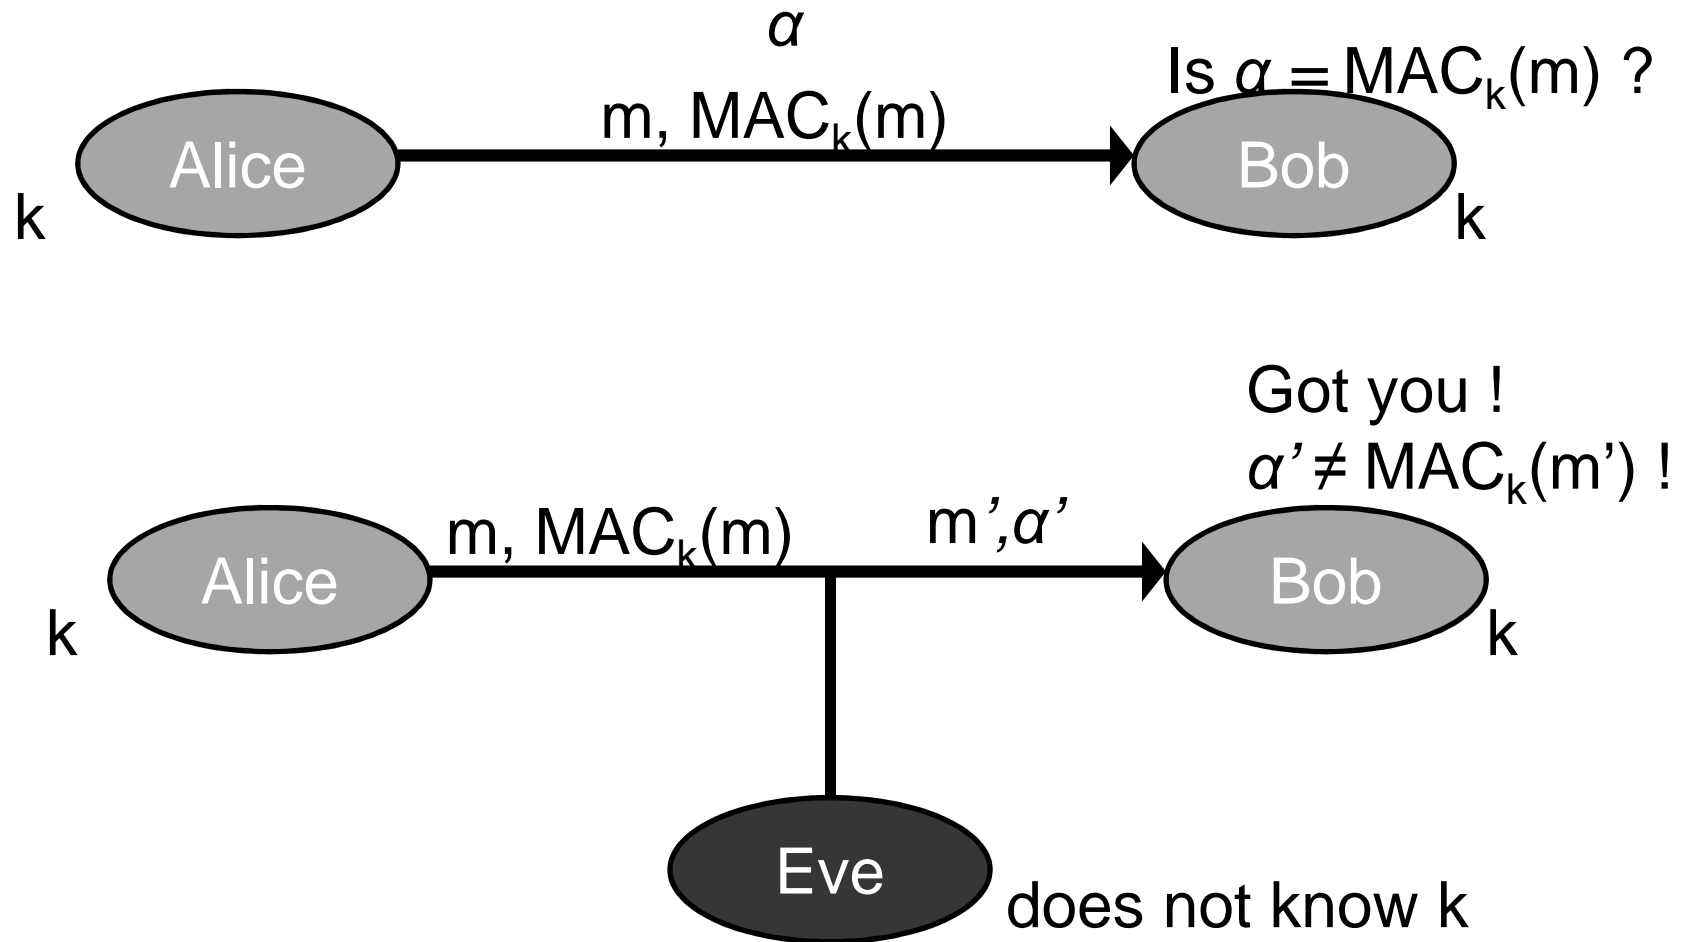 α
Is α = MACₖ(m) ?
m, MACₖ(m)
Alice
Bob
k
k
Got you !
α’ ≠ MACₖ(m’) !
m, MACₖ(m)
m’,α’
Alice
Bob
k
k
Eve
does not know k